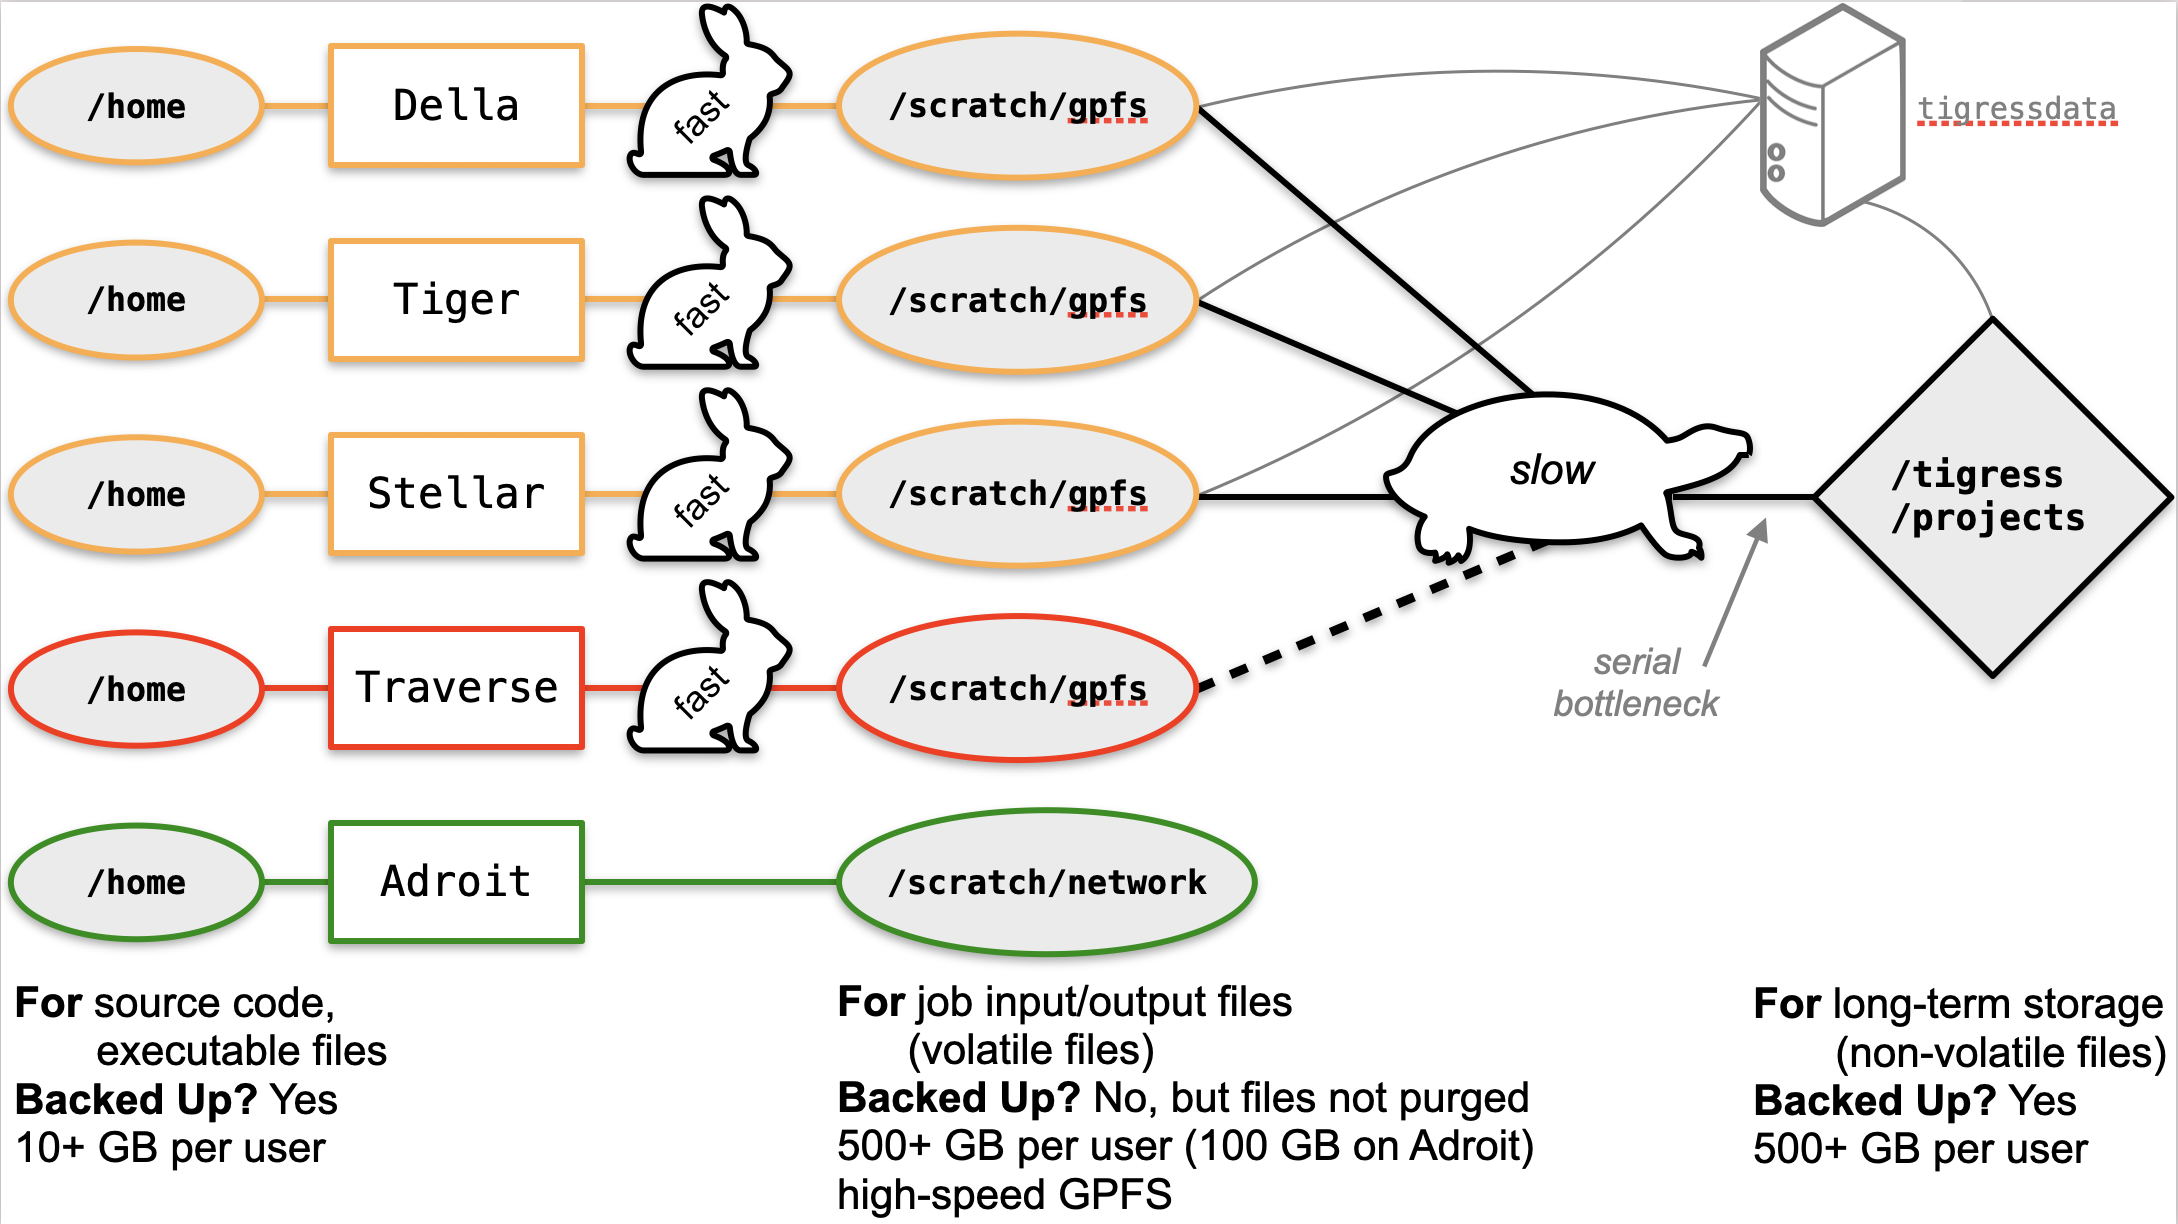 /home Della fast /scratch/gpfs tigressdata
/home Tiger fast /scratch/gpfs
/home Stellar fast /scratch/gpfs slow /tigress
/projects
/home Traverse fast /scratch/gpfs serial
bottleneck
/home Adroit /scratch/network
For source code,
executable files
Backed Up? Yes
10+ GB per user
For job input/output files
(volatile files)
Backed Up? No, but files not purged
500+ GB per user (100 GB on Adroit)
high-speed GPFS
For long-term storage
(non-volatile files)
Backed Up? Yes
500+ GB per user